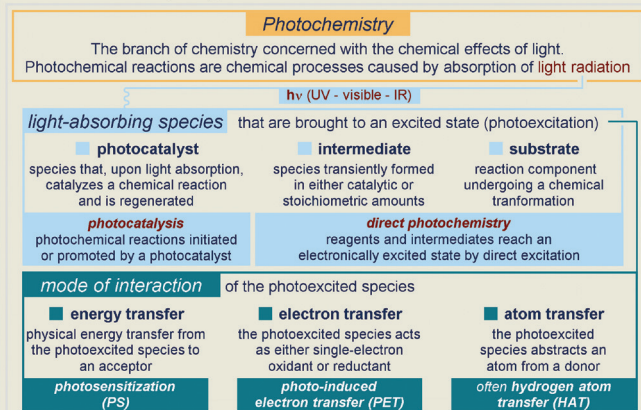 Photochemistry
The branch of chemistry concerned with the chemical effects of light.
Photochemical reactions are chemical processes caused by absorption of light radiation
hν (UV - visible - IR)
light-absorbing species that are brought to an excited state (photoexcitation)
photocatalyst
species that, upon light absorption,
catalyzes a chemical reaction
and is regenerated
intermediate
species transiently formed
in either catalytic or
stoichiometric amounts
substrate
reaction component
undergoing a chemical
tranformation
photocatalysis
photochemical reactions initiated
or promoted by a photocatalyst
direct photochemistry
reagents and intermediates reach an
electronically excited state by direct excitation
mode of interaction of the photoexcited species
energy transfer
physical energy transfer from
the photoexcited species to
an acceptor
photosensitization
(PS)
electron transfer
the photoexcited species acts
as either single-electron
oxidant or reductant
photo-induced
electron transfer (PET)
atom transfer
the photoexcited
species abstracts an
atom from a donor
often hydrogen atom
transfer (HAT)